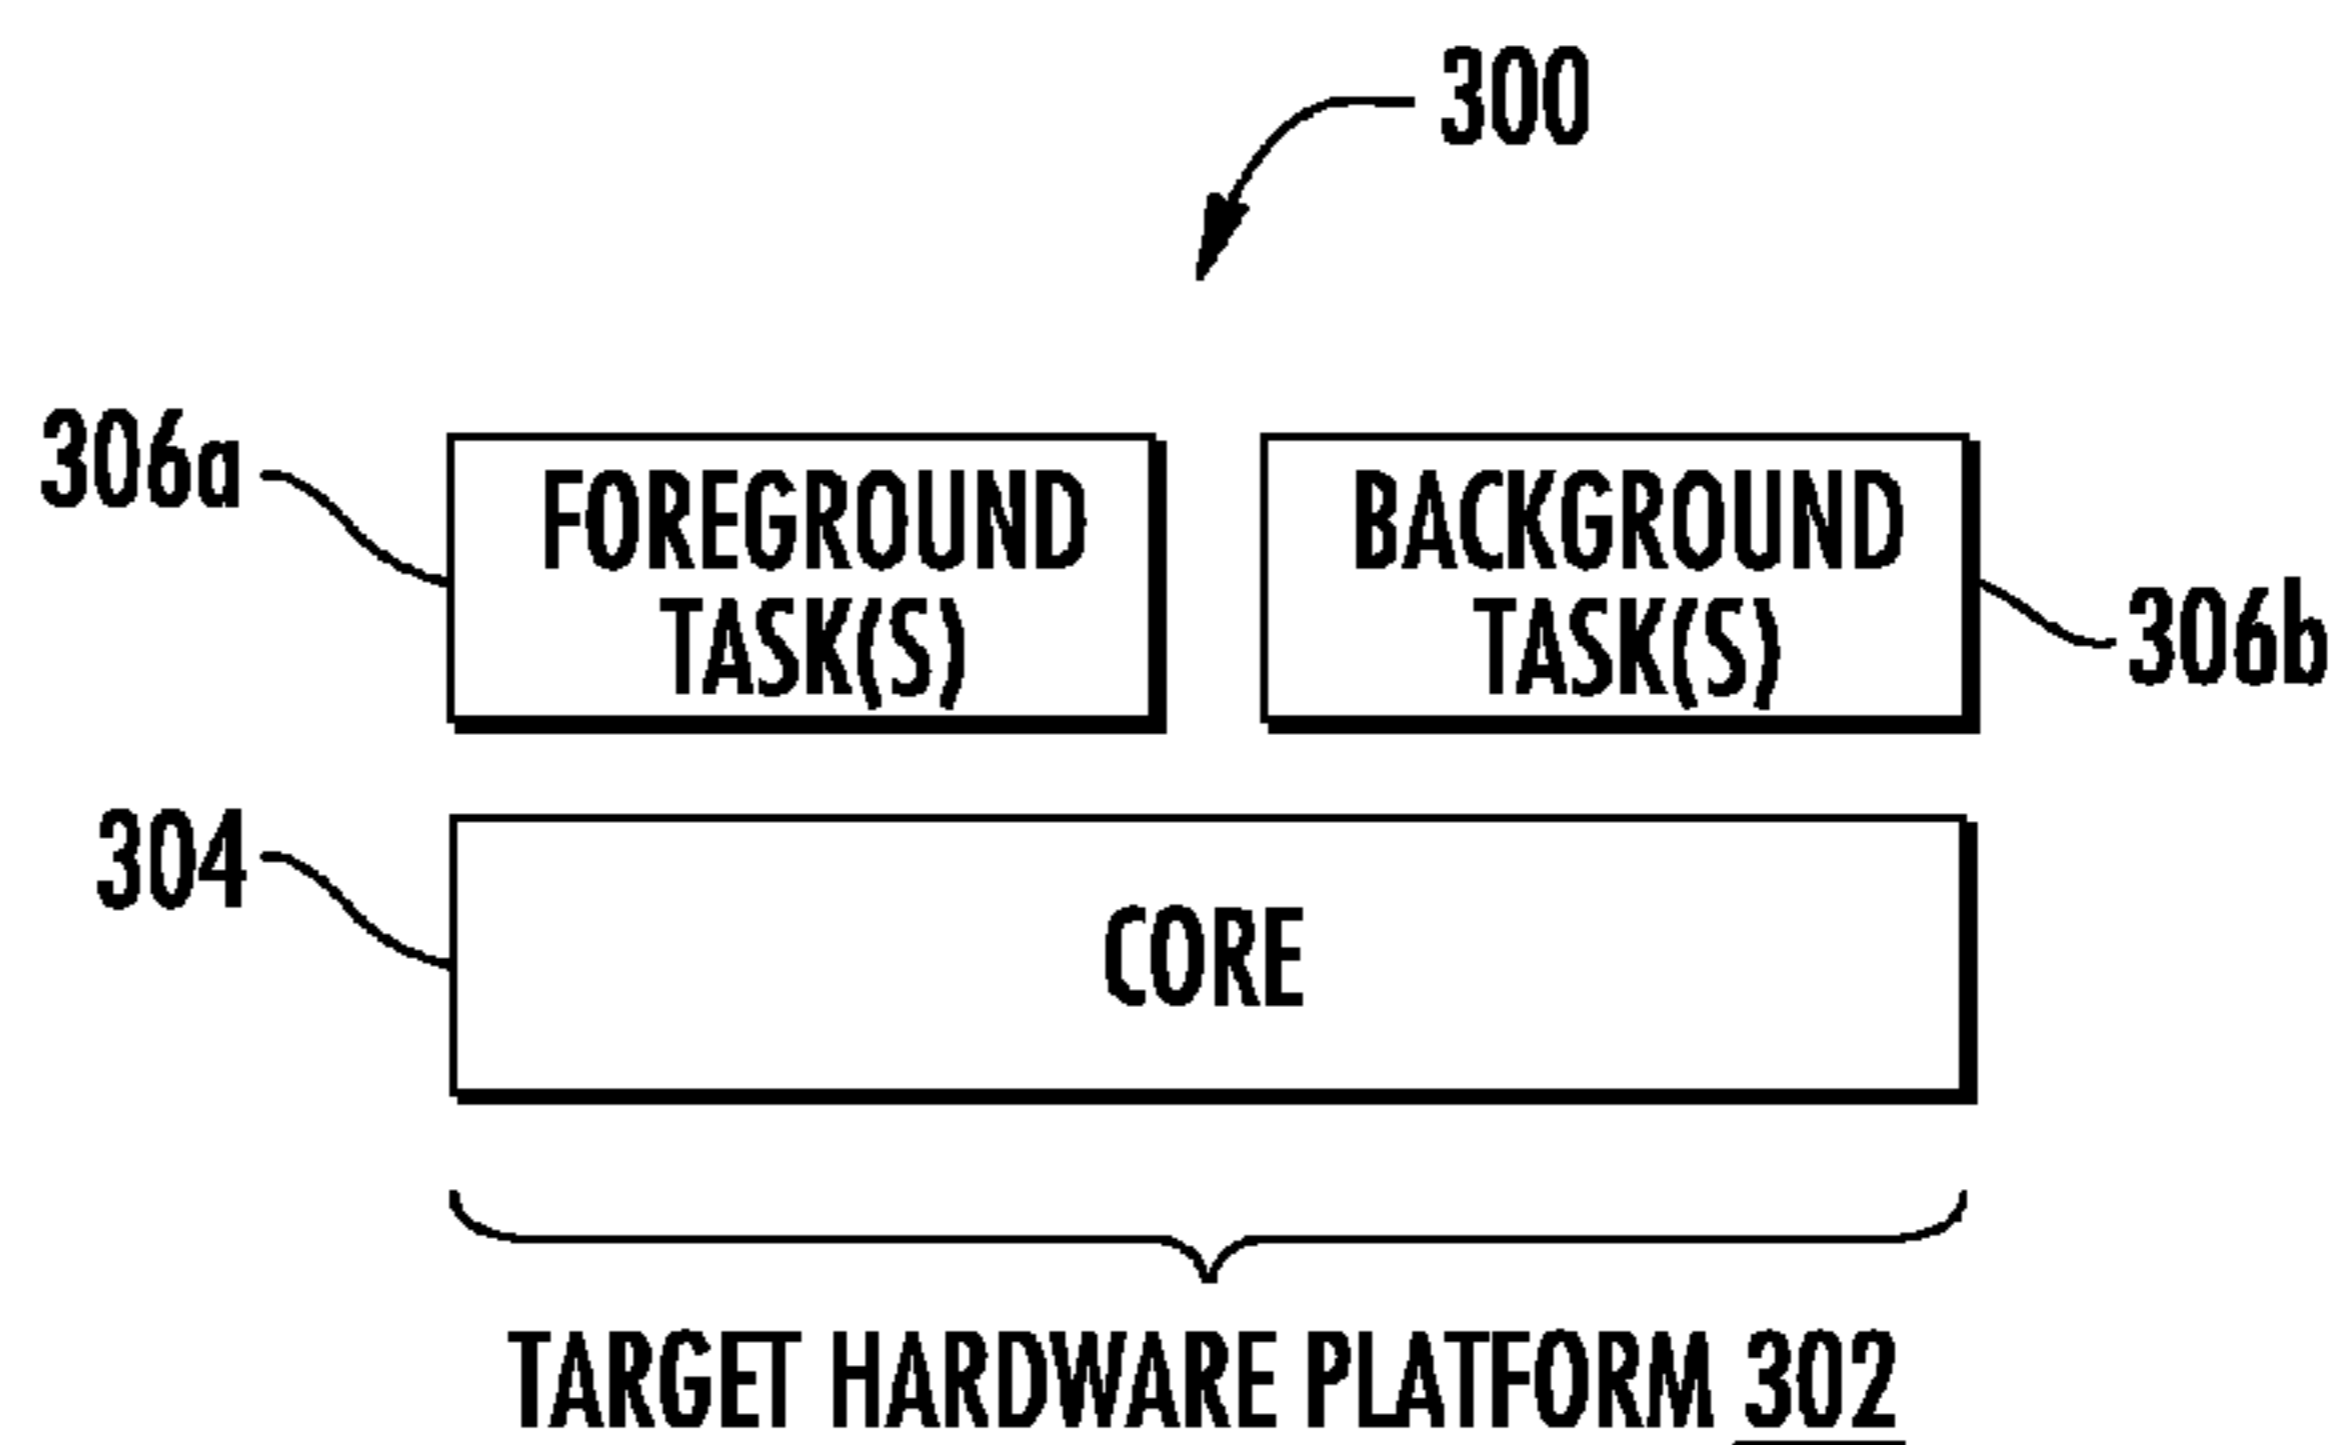 300
306a
FOREGROUND
TASK(S)
BACKGROUND
TASK(S)
306b
304
CORE
TARGET HARDWARE PLATFORM 302